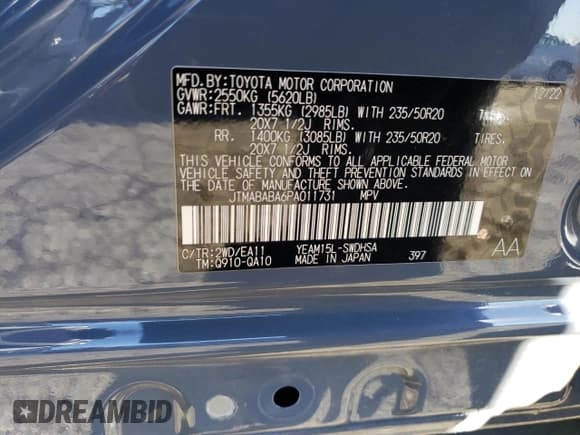 MFD.BY:TOYOTA MOTOR CORPORATION 12/22
GVWR:2550KG (5620LB)
GAWR:FRT. 1355KG (2985LB) WITH 235/50R20 TIRES,
20X7-1/2J RIMS.
RR. 1400KG (3085LB) WITH 235/50R20 TIRES,
20X7-1/2J RIMS.
THIS VEHICLE CONFORMS TO ALL APPLICABLE FEDERAL MOTOR
VEHICLE SAFETY AND THEFT PREVENTION STANDARDS IN EFFECT
ON THE DATE OF MANUFACTURE SHOWN ABOVE.
JTMABABA6PA011731 MPV
C/TR:2WD/EA11 YEAM15L-SWDHSA
TM:Q910-QA10 MADE IN JAPAN 397 AA
DREAMBID